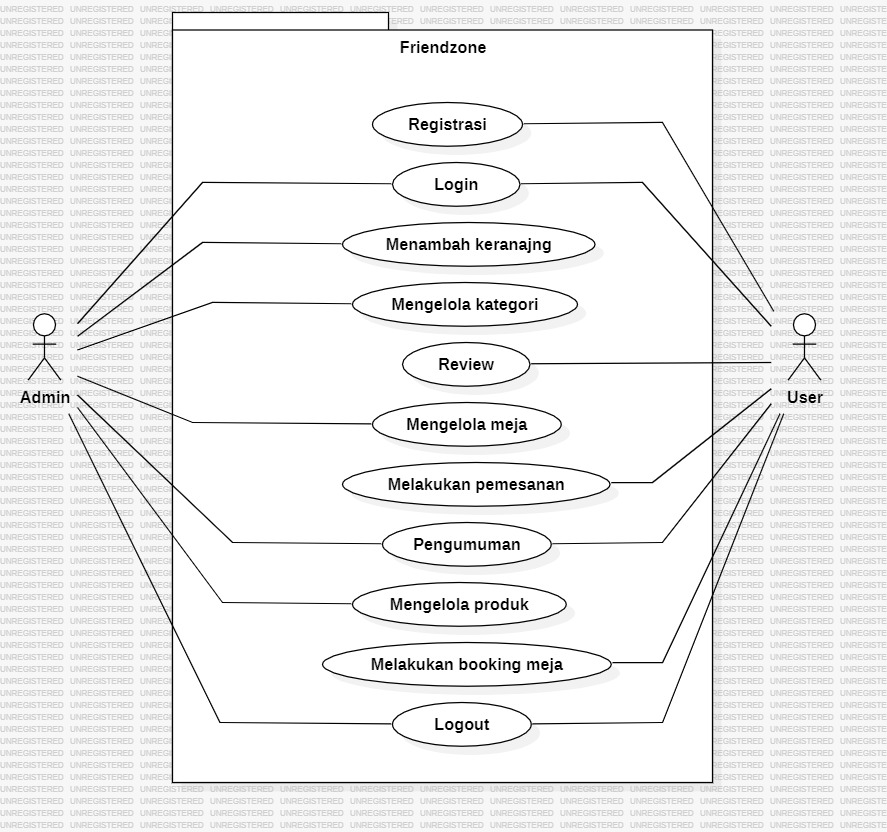 Friendzone
Registrasi
Login
Menambah keranajng
Mengelola kategori
Review
Admin
User
Mengelola meja
Melakukan pemesanan
Pengumuman
Mengelola produk
Melakukan booking meja
Logout
UNREGISTERED